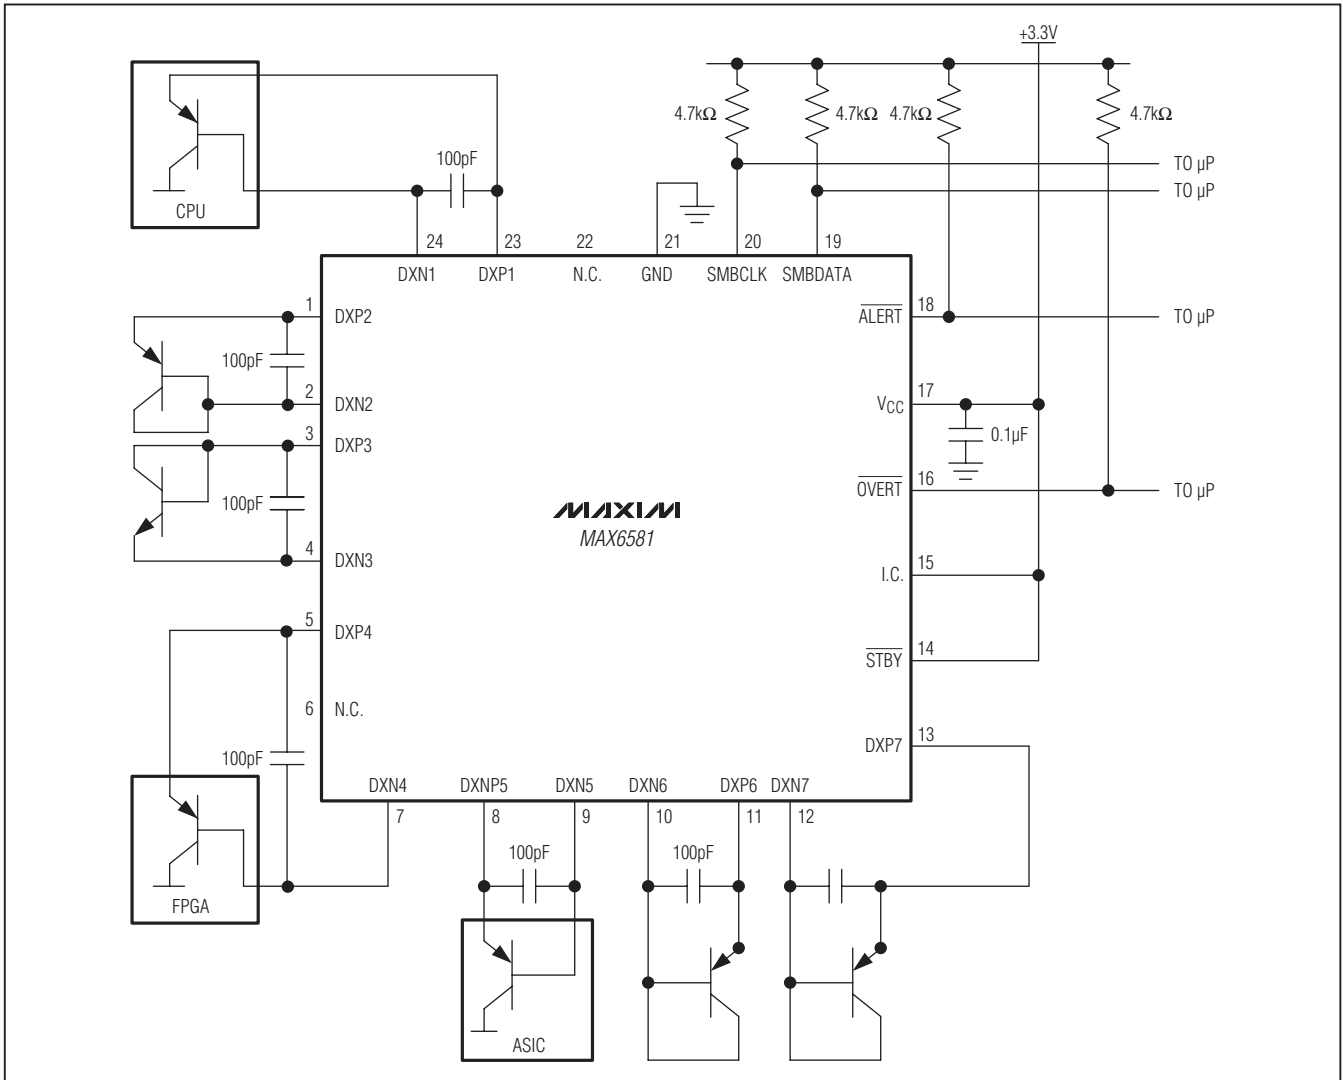 +3.3V
4.7kΩ
4.7kΩ
4.7kΩ
4.7kΩ
100pF
TO µP
TO µP
CPU
24
23
22
21
20
19
DXN1
DXP1
N.C.
GND
SMBCLK
SMBDATA
1
DXP2
ALERT
18
TO µP
100pF
2
DXN2
VCC
17
0.1µF
3
DXP3
100pF
OVERT
16
TO µP
MAXIM
MAX6581
4
DXN3
I.C.
15
5
DXP4
STBY
14
6
N.C.
DXP7
13
100pF
DXN4
DXNP5
DXN5
DXN6
DXP6
DXN7
7
8
9
10
11
12
100pF
100pF
FPGA
ASIC